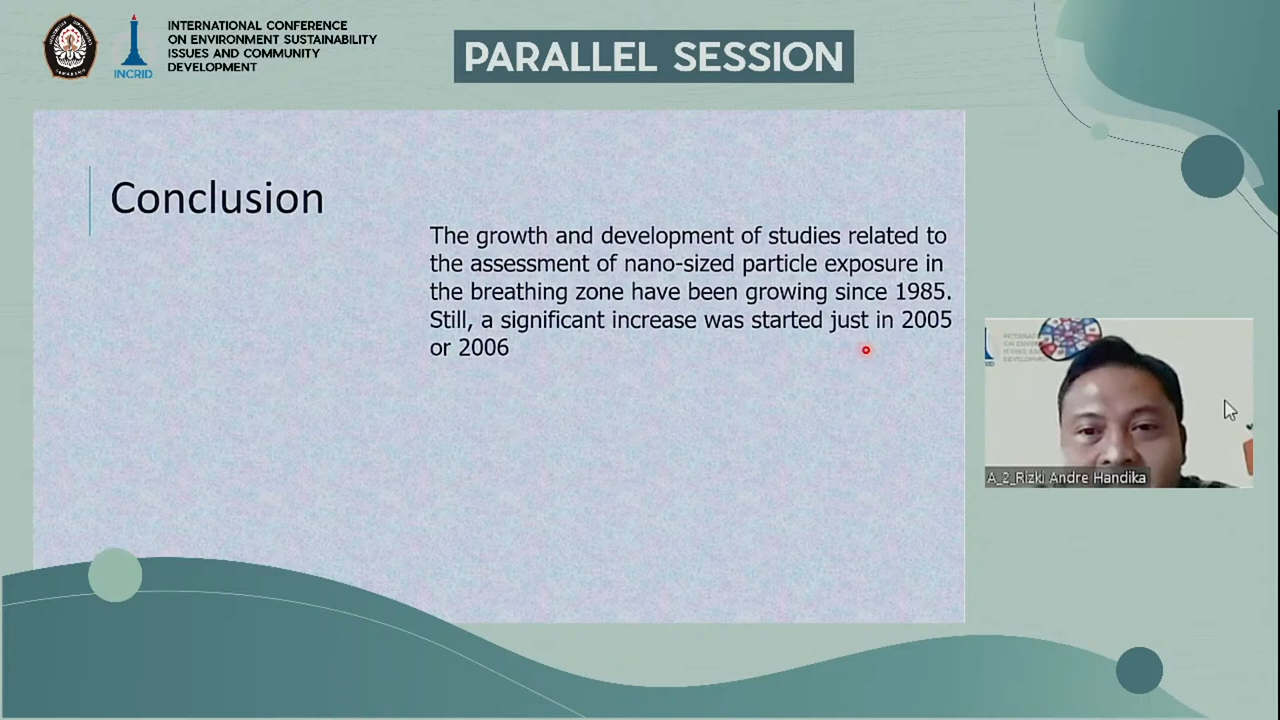 INTERNATIONAL CONFERENCE
ON ENVIRONMENT SUSTAINABILITY
ISSUES AND COMMUNITY
DEVELOPMENT
INCRID
PARALLEL SESSION
Conclusion
The growth and development of studies related to
the assessment of nano-sized particle exposure in
the breathing zone have been growing since 1985.
Still, a significant increase was started just in 2005
or 2006
A_2_Rizki Andre Handika